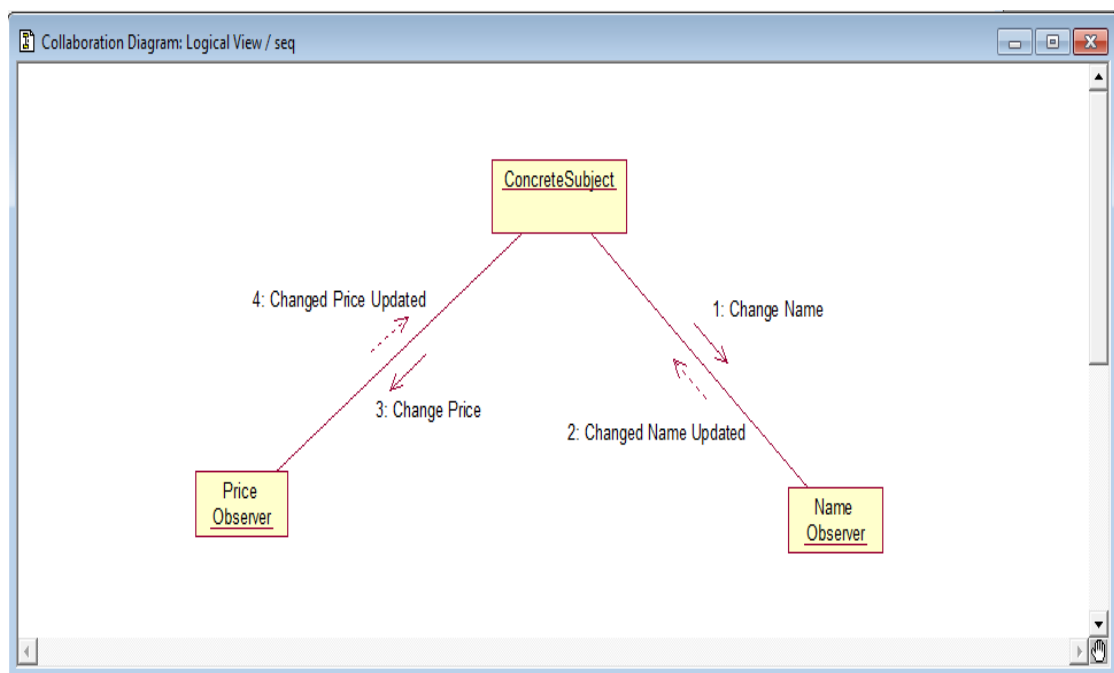 Collaboration Diagram: Logical View / seq
ConcreteSubject
4: Changed Price Updated
1: Change Name
3: Change Price
2: Changed Name Updated
Price
Observer
Name
Observer